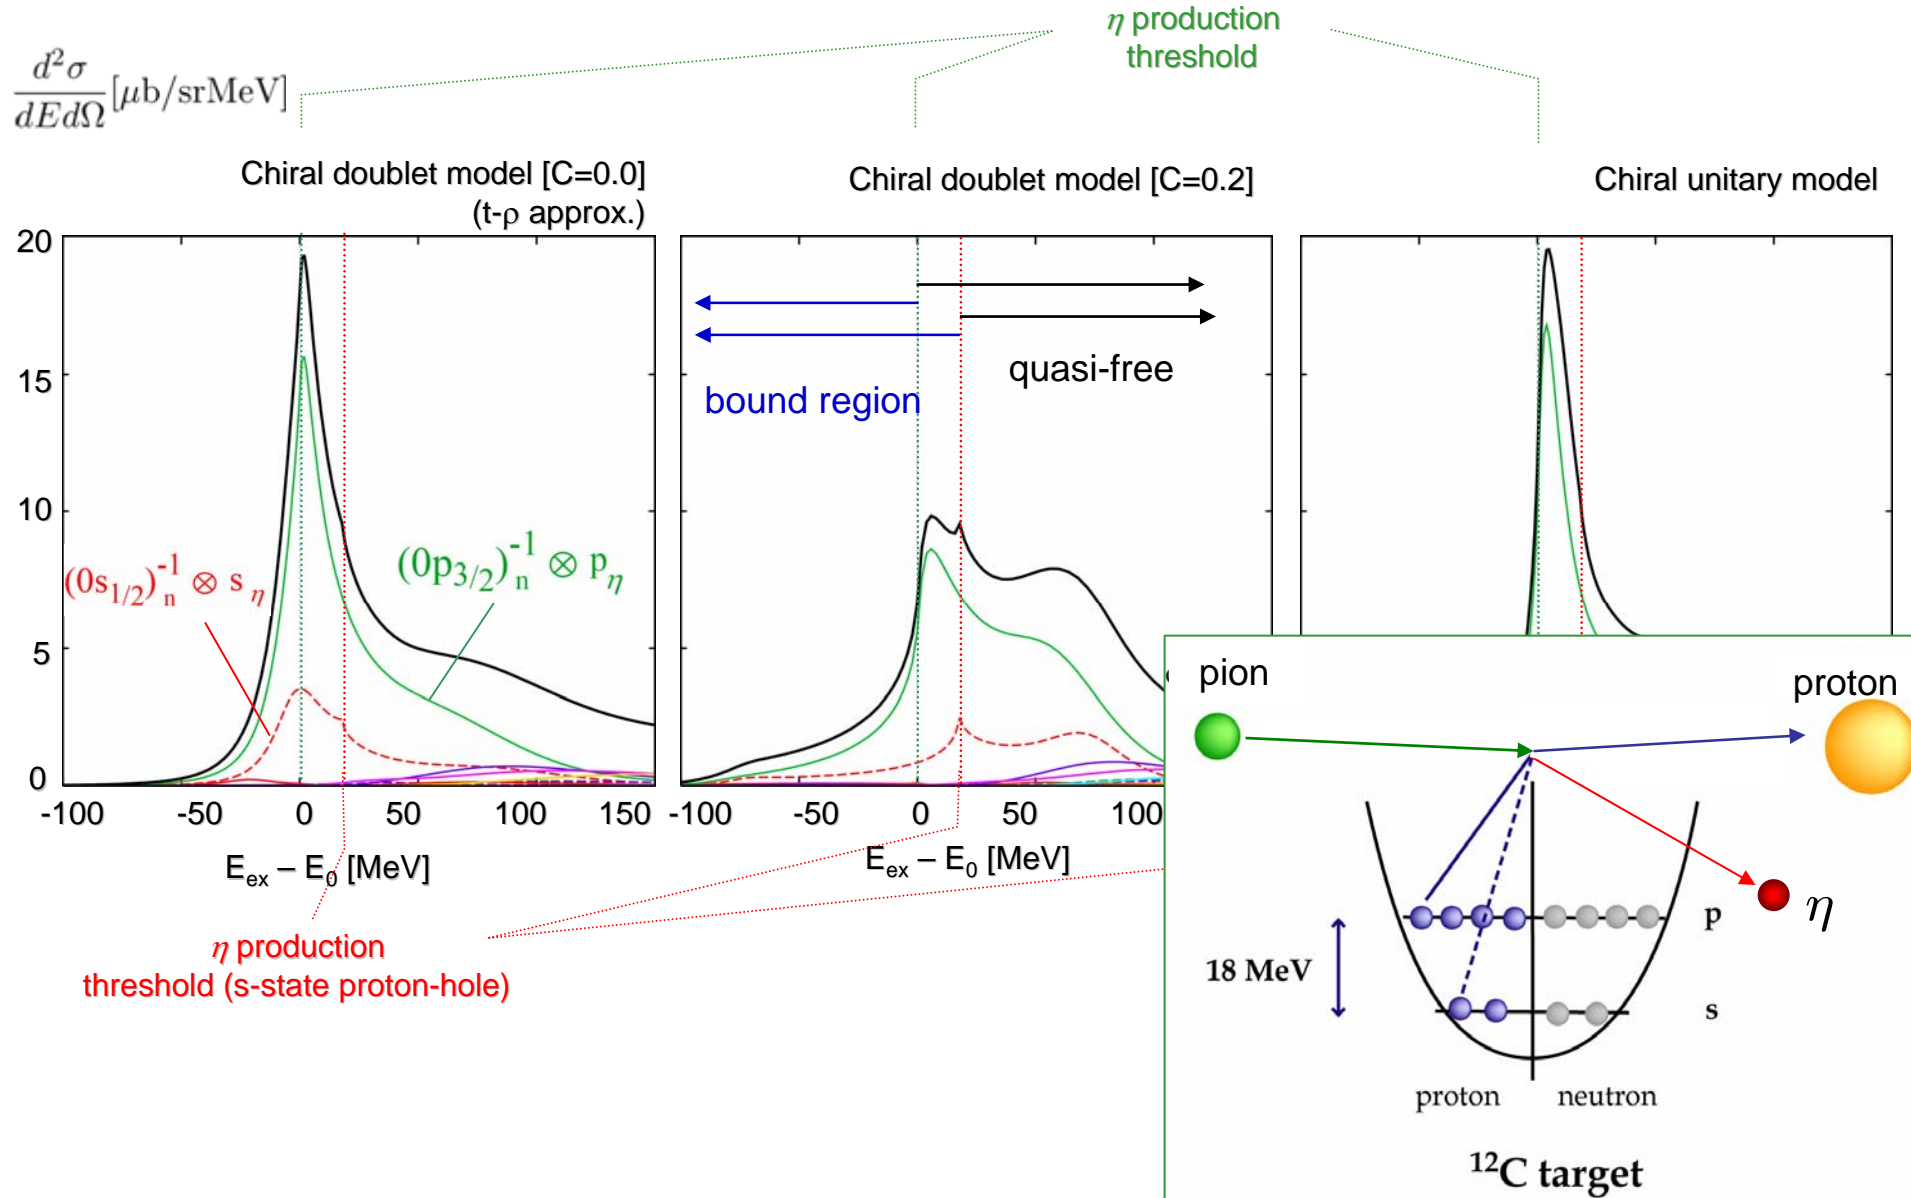 η production
threshold
d²σ/dEdΩ [μb/srMeV]
Chiral doublet model [C=0.0]
(t-ρ approx.)
Chiral doublet model [C=0.2]
Chiral unitary model
20
15
10
5
0
(0s1/2)n^-1 ⊗ s η
(0p3/2)n^-1 ⊗ pη
bound region
quasi-free
-100 -50 0 50 100 150
-100 -50 0 50 100
Eex – E0 [MeV]
Eex – E0 [MeV]
η production
threshold (s-state proton-hole)
pion
proton
η
p
18 MeV
s
proton neutron
¹²C target